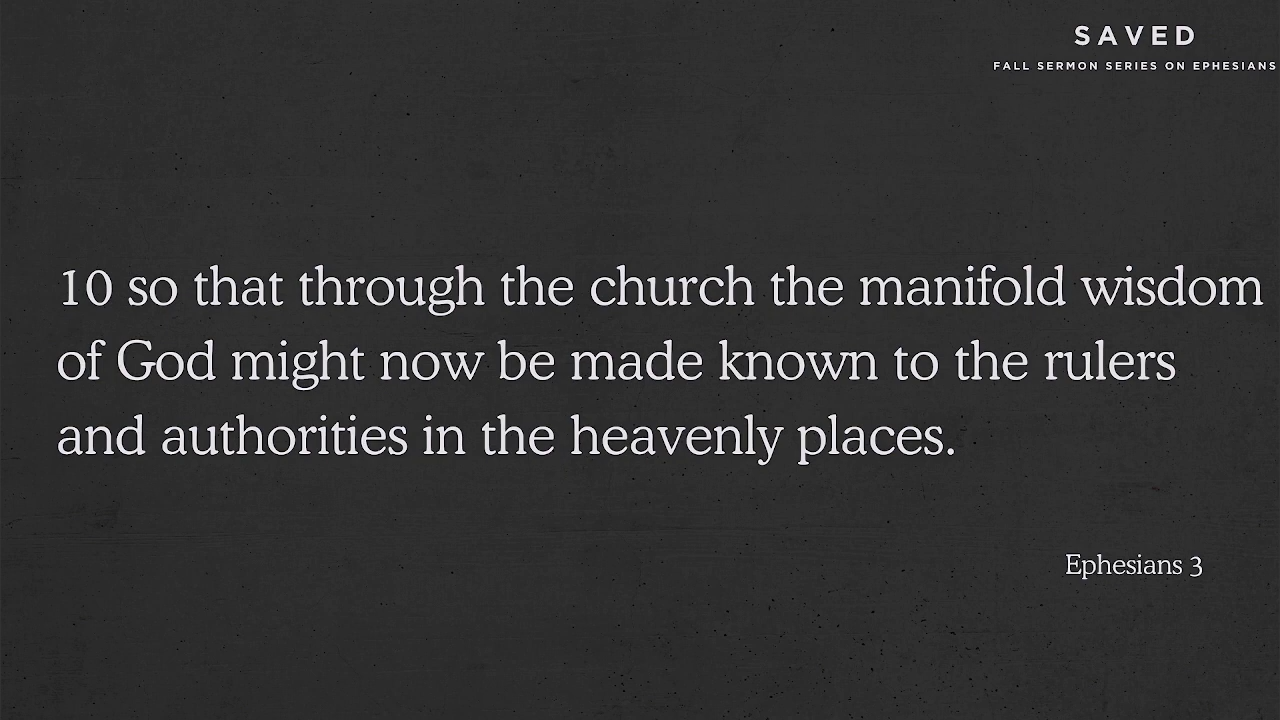 SAVED
FALL SERMON SERIES ON EPHESIANS
10 so that through the church the manifold wisdom
of God might now be made known to the rulers
and authorities in the heavenly places.
Ephesians 3